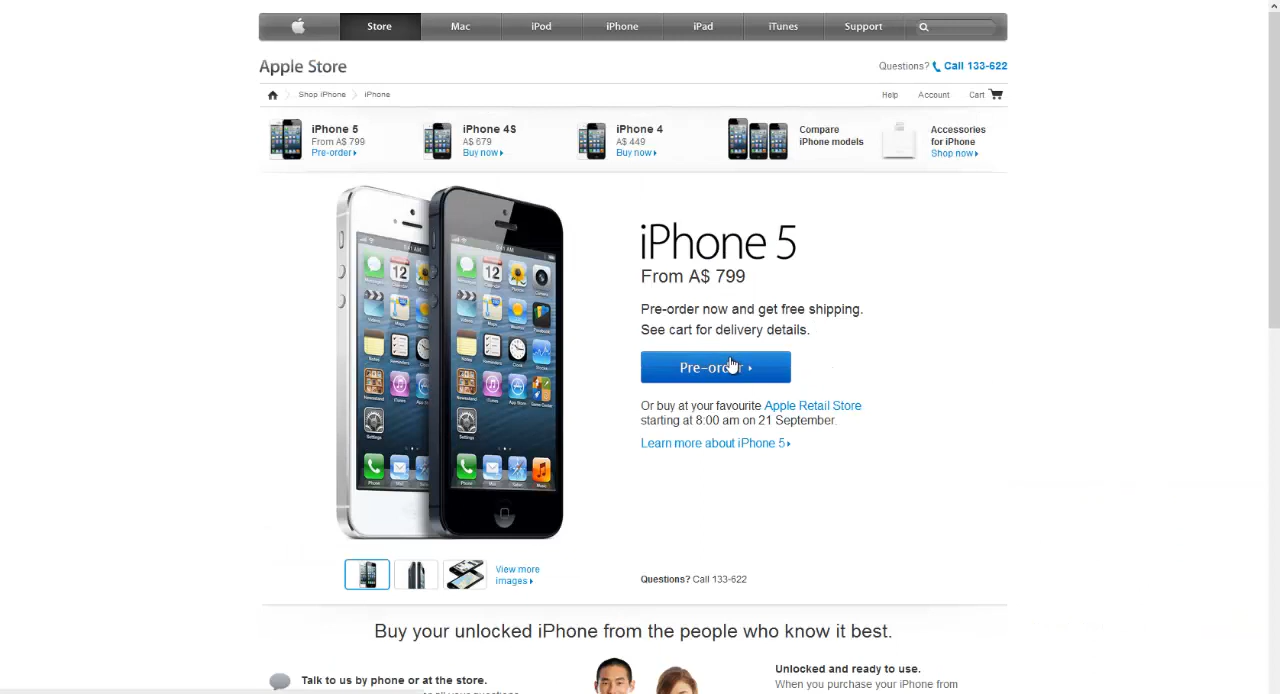 Store
Mac
iPod
iPhone
iPad
iTunes
Support
Apple Store
Questions? Call 133-622
Shop iPhone
iPhone
Help
Account
Cart
iPhone 5
From A$ 799
Pre-order
iPhone 4S
A$ 679
Buy now
iPhone 4
A$ 449
Buy now
Compare
iPhone models
Accessories
for iPhone
Shop now
iPhone 5
From A$ 799
Pre-order now and get free shipping.
See cart for delivery details.
Pre-order
Or buy at your favourite Apple Retail Store
starting at 8:00 am on 21 September.
Learn more about iPhone 5
View more
images
Questions? Call 133-622
Buy your unlocked iPhone from the people who know it best.
Talk to us by phone or at the store.
Unlocked and ready to use.
When you purchase your iPhone from